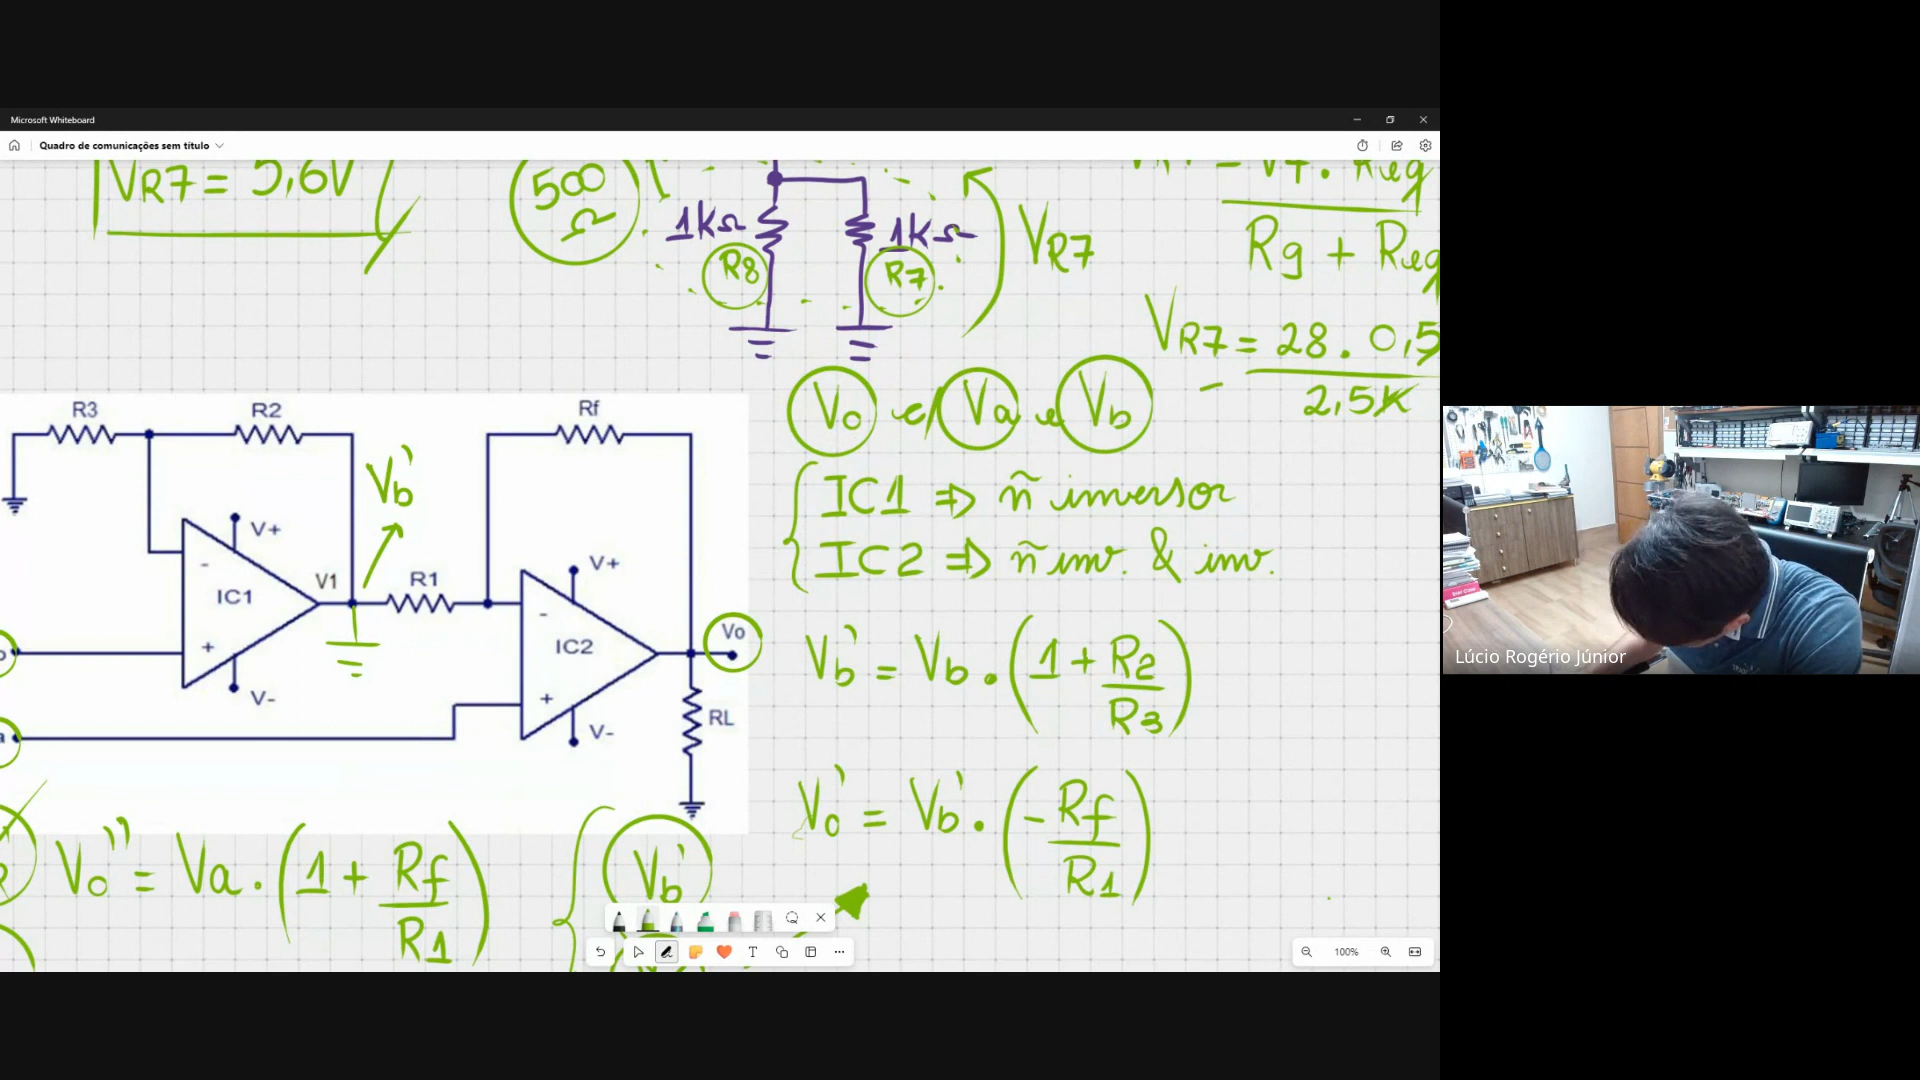 Microsoft Whiteboard
Quadro de comunicações sem título
VR7 = 5,6V
500 Ω
1KΩ
R8
1KΩ
R7
VR7
Rg + Req
VR7 = 28 . 0,5
2,5K
Vo c/ Va e Vb
IC1 => ñ inversor
IC2 => ñ inv. & inv.
R3
R2
Rf
Vb'
V+
-
IC1
+
V-
V1
R1
V+
-
IC2
+
V-
Vo
RL
a
Vb' = Vb . (1 + R2/R3)
Vo' = Vb' . (-Rf/R1)
Vo'' = Va . (1 + Rf/R1)
Vb'
100%
Lúcio Rogério Júnior